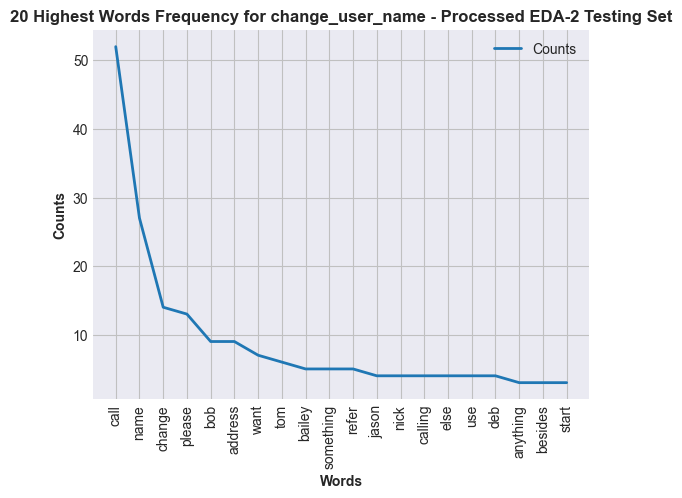 20 Highest Words Frequency for change_user_name - Processed EDA-2 Testing Set
Counts
50
40
30
20
10
Counts
call
name
change
please
bob
address
want
tom
bailey
something
refer
jason
nick
calling
else
use
deb
anything
besides
start
Words